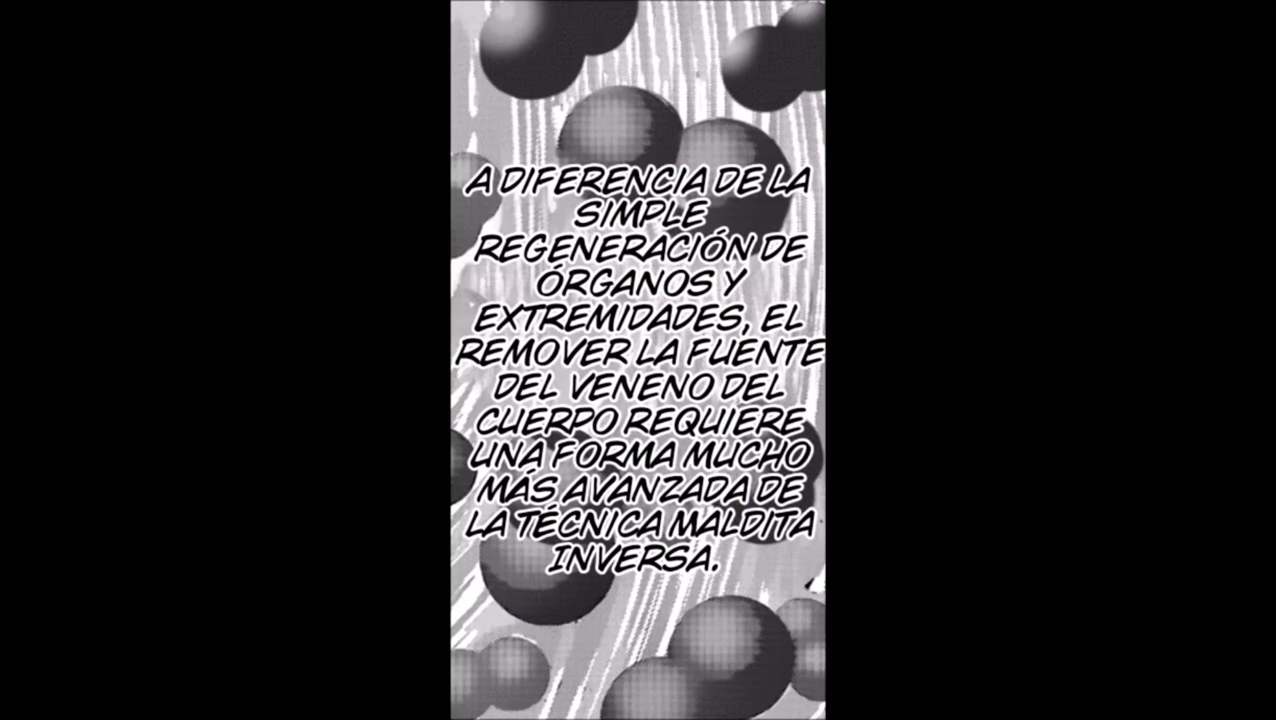 A DIFERENCIA DE LA
SIMPLE
REGENERACIÓN DE
ÓRGANOS Y
EXTREMIDADES, EL
REMOVER LA FUENTE
DEL VENENO DEL
CUERPO REQUIERE
UNA FORMA MUCHO
MÁS AVANZADA DE
LA TÉCNICA MALDITA
INVERSA.